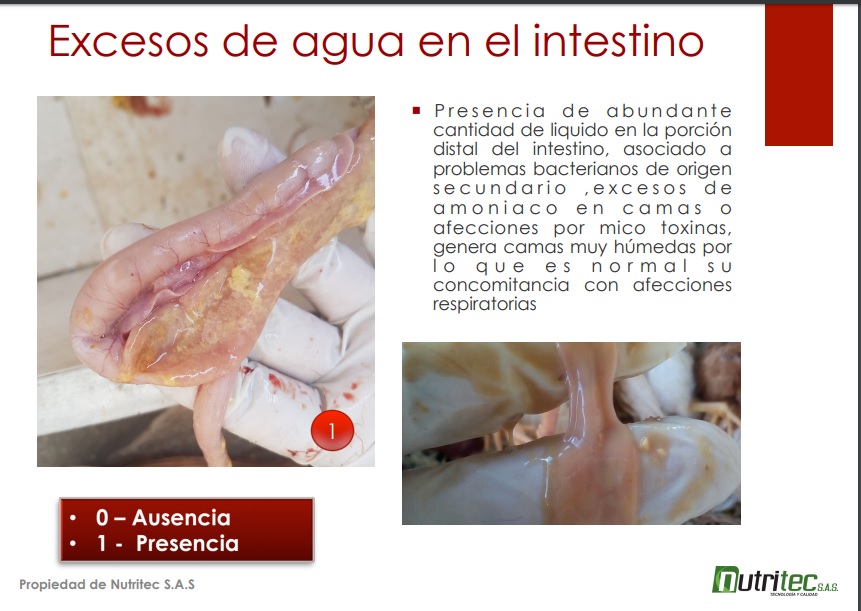 Excesos de agua en el intestino
Presencia de abundante
cantidad de liquido en la porción
distal del intestino, asociado a
problemas bacterianos de origen
secundario ,excesos de
amoniaco en camas o
afecciones por mico toxinas,
genera camas muy húmedas por
lo que es normal su
concomitancia con afecciones
respiratorias
1
• 0 – Ausencia
• 1 - Presencia
Propiedad de Nutritec S.A.S
Nutritec S.A.S.
TECNOLOGÍA Y CALIDAD